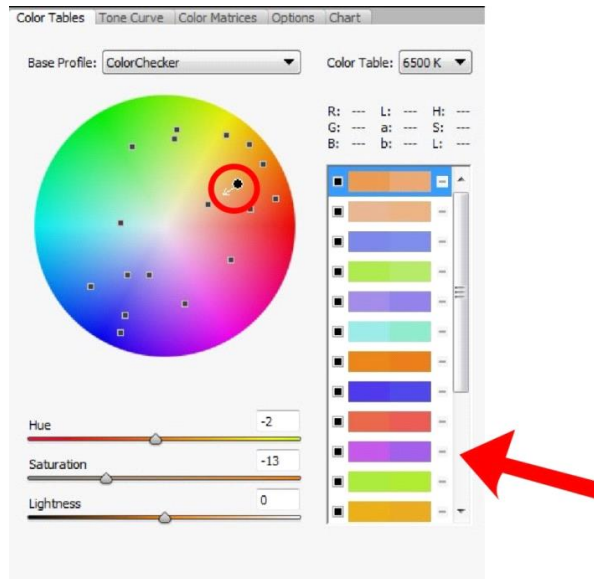 Color Tables Tone Curve Color Matrices Options Chart
Base Profile: ColorChecker Color Table: 6500 K
R: --- L: --- H: ---
G: --- a: --- S: ---
B: --- b: --- L: ---
Hue -2
Saturation -13
Lightness 0